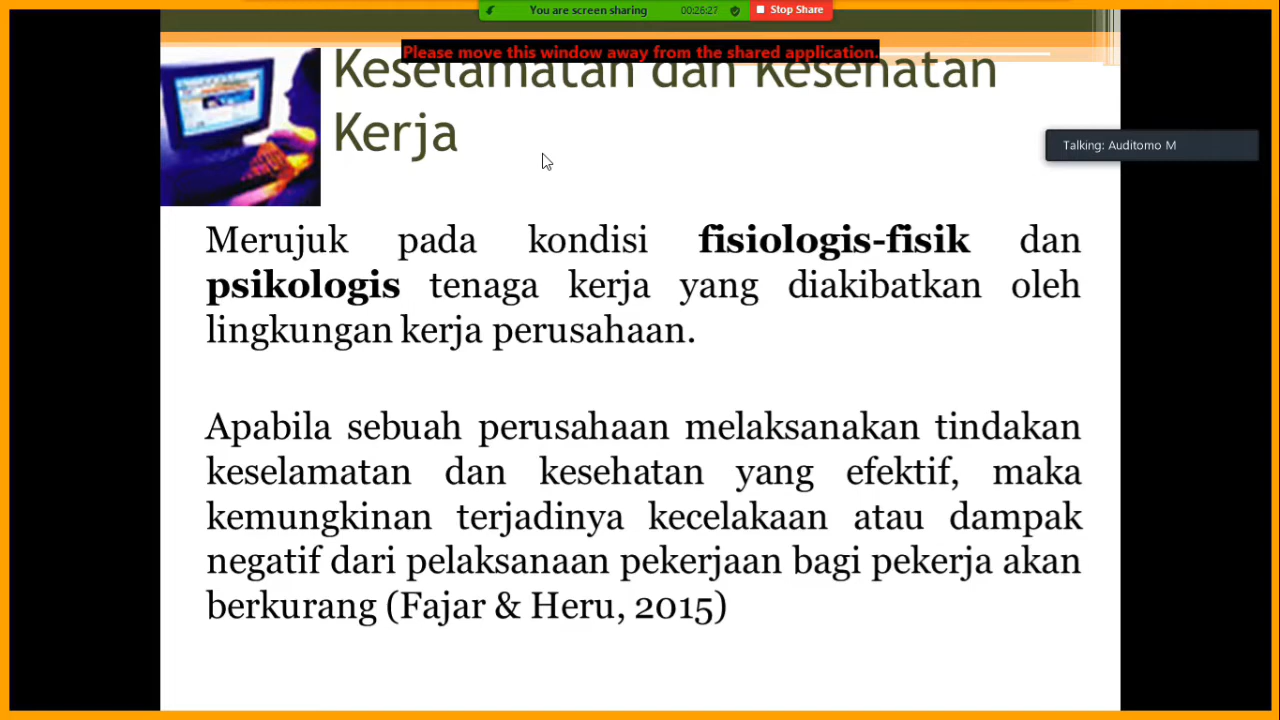 You are screen sharing 00:26:27 Stop Share
Please move this window away from the shared application.
Keselamatan dan Kesehatan
Kerja
Talking: Auditomo M
Merujuk pada kondisi fisiologis-fisik dan
psikologis tenaga kerja yang diakibatkan oleh
lingkungan kerja perusahaan.
Apabila sebuah perusahaan melaksanakan tindakan
keselamatan dan kesehatan yang efektif, maka
kemungkinan terjadinya kecelakaan atau dampak
negatif dari pelaksanaan pekerjaan bagi pekerja akan
berkurang (Fajar & Heru, 2015)